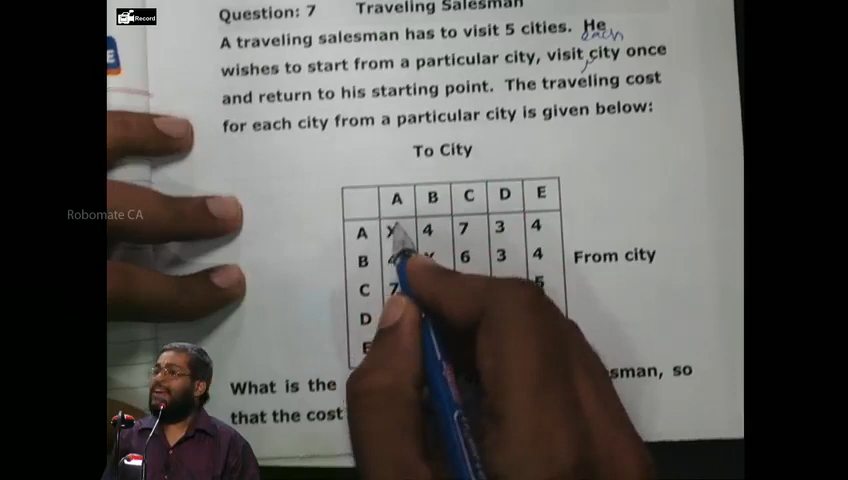 Record
E
Question: 7 Traveling Salesman
A traveling salesman has to visit 5 cities. He
each
wishes to start from a particular city, visit city once
and return to his starting point. The traveling cost
for each city from a particular city is given below:
To City
A B C D E
A X 4 7 3 4
B 4 6 3 4 From city
C 7 5
D
E
What is the sman, so
that the cost
Robomate CA